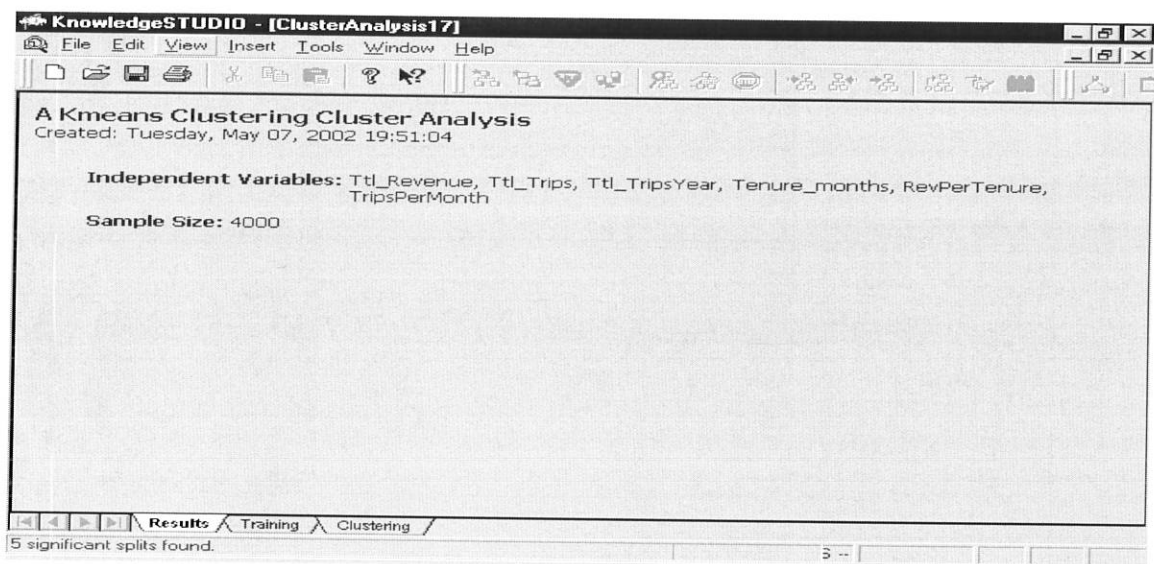 KnowledgeSTUDIO - [ClusterAnalysis17]
File Edit View Insert Tools Window Help
A Kmeans Clustering Cluster Analysis
Created: Tuesday, May 07, 2002 19:51:04
Independent Variables: Ttl_Revenue, Ttl_Trips, Ttl_TripsYear, Tenure_months, RevPerTenure,
TripsPerMonth
Sample Size: 4000
Results Training Clustering
5 significant splits found.